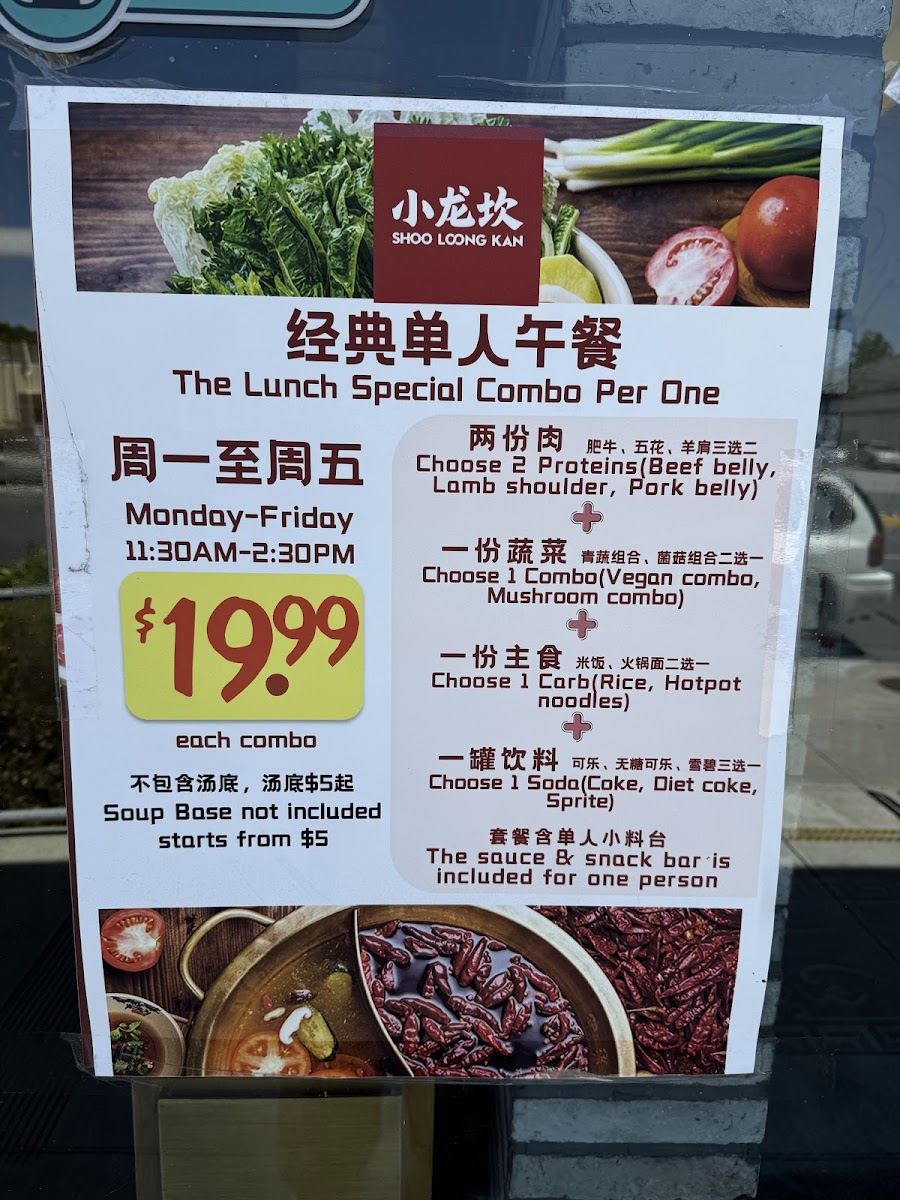 小龙坎
SHOO LOONG KAN
经典单人午餐
The Lunch Special Combo Per One
周一至周五
Monday-Friday
11:30AM-2:30PM
$19.99
each combo
不包含汤底，汤底$5起
Soup Base not included
starts from $5
两份肉 肥牛、五花、羊肩三选二
Choose 2 Proteins(Beef belly,
Lamb shoulder, Pork belly)
+
一份蔬菜 青蔬组合、菌菇组合二选一
Choose 1 Combo(Vegan combo,
Mushroom combo)
+
一份主食 米饭、火锅面二选一
Choose 1 Carb(Rice, Hotpot
noodles)
+
一罐饮料 可乐、无糖可乐、雪碧三选一
Choose 1 Soda(Coke, Diet coke,
Sprite)
套餐含单人小料台
The sauce & snack bar is
included for one person